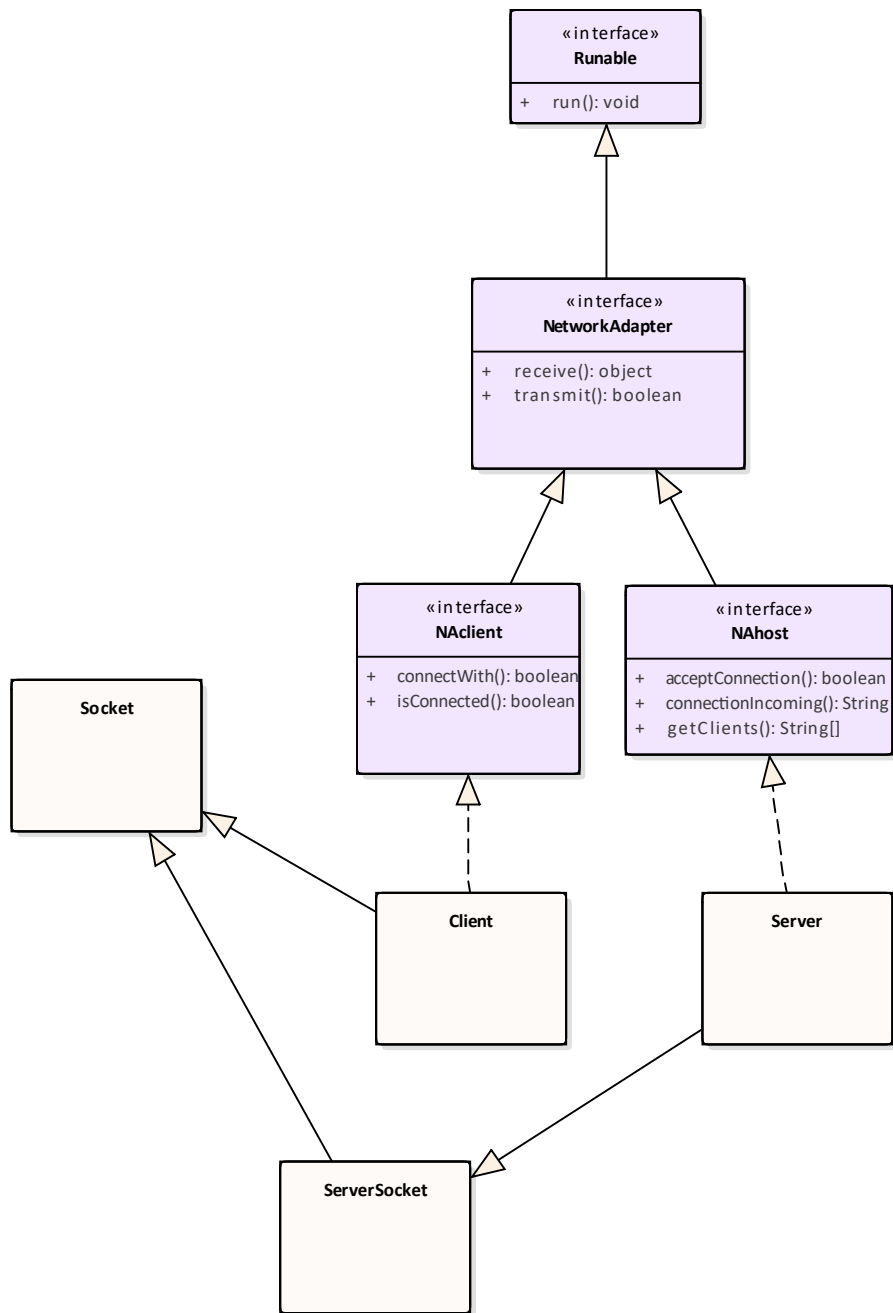 «interface»
Runable
+ run(): void
«interface»
NetworkAdapter
+ receive(): object
+ transmit(): boolean
«interface»
NAclient
+ connectWith(): boolean
+ isConnected(): boolean
«interface»
NAhost
+ acceptConnection(): boolean
+ connectionIncoming(): String
+ getClients(): String[]
Socket
Client
Server
ServerSocket